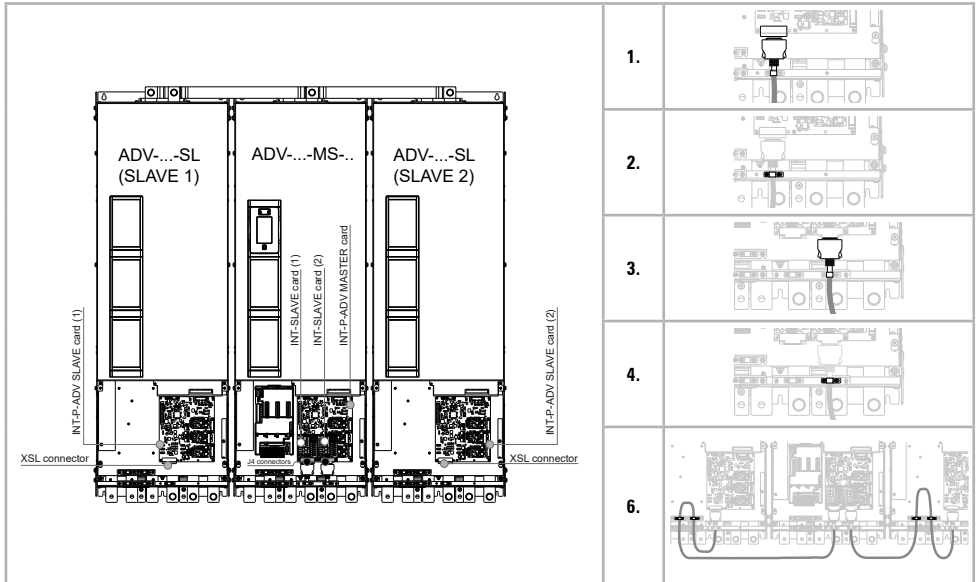 ADV-...-SL
(SLAVE 1)
ADV-...-MS-..
ADV-...-SL
(SLAVE 2)
INT-P-ADV SLAVE card (1)
INT-SLAVE card (1)
INT-SLAVE card (2)
INT-P-ADV MASTER card
INT-P-ADV SLAVE card (2)
XSL connector
J4 connectors
XSL connector
1.
2.
3.
4.
6.